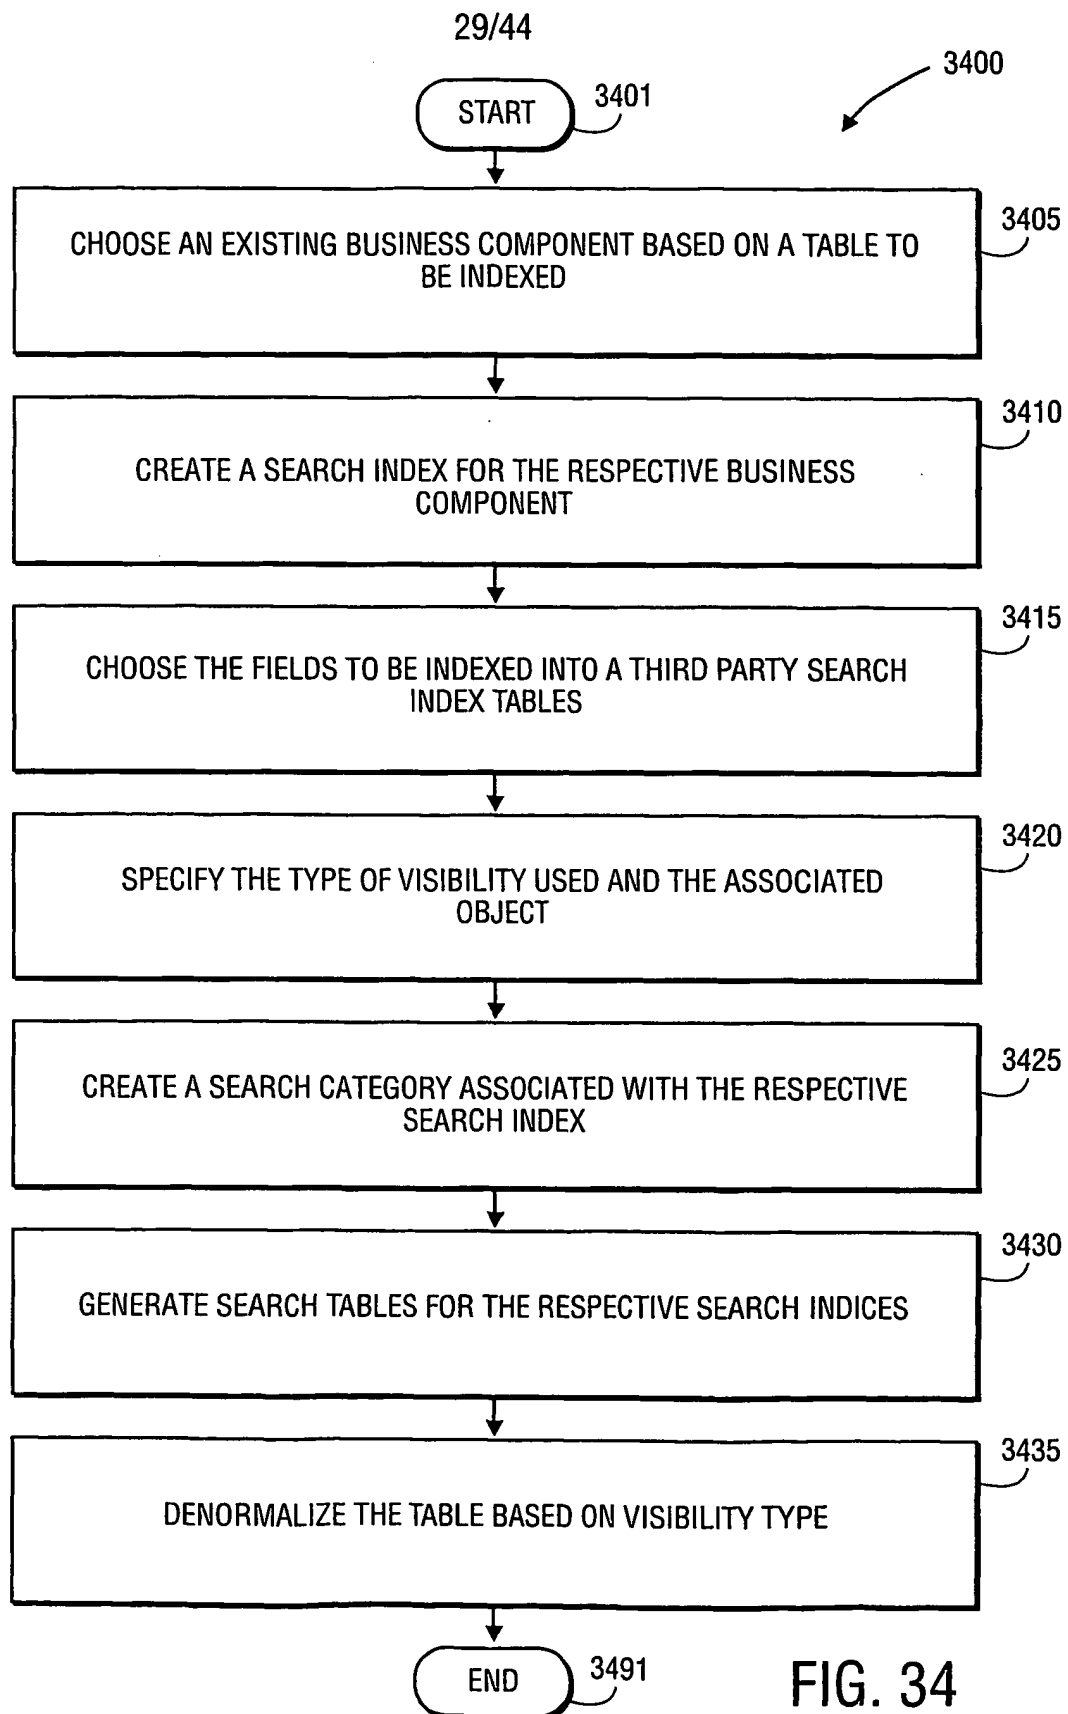 29/44
3400
START
3401
CHOOSE AN EXISTING BUSINESS COMPONENT BASED ON A TABLE TO
BE INDEXED
3405
CREATE A SEARCH INDEX FOR THE RESPECTIVE BUSINESS
COMPONENT
3410
CHOOSE THE FIELDS TO BE INDEXED INTO A THIRD PARTY SEARCH
INDEX TABLES
3415
SPECIFY THE TYPE OF VISIBILITY USED AND THE ASSOCIATED
OBJECT
3420
CREATE A SEARCH CATEGORY ASSOCIATED WITH THE RESPECTIVE
SEARCH INDEX
3425
GENERATE SEARCH TABLES FOR THE RESPECTIVE SEARCH INDICES
3430
DENORMALIZE THE TABLE BASED ON VISIBILITY TYPE
3435
END
3491
FIG. 34